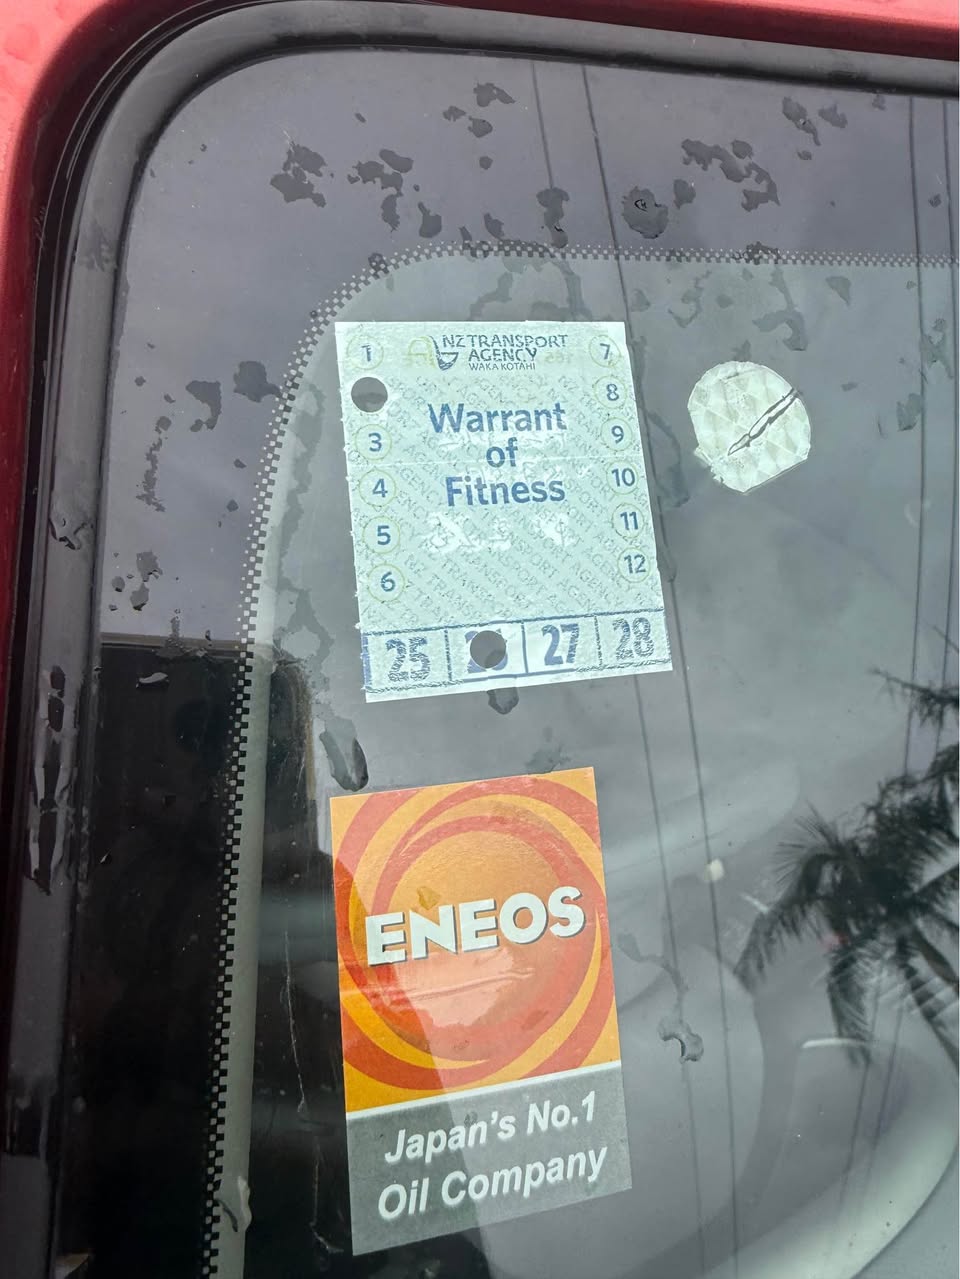 NZ TRANSPORT
AGENCY
WAKA KOTAHI
Warrant
of
Fitness
1
3
4
5
6
7
8
9
10
11
12
25
27
28
ENEOS
Japan's No.1
Oil Company